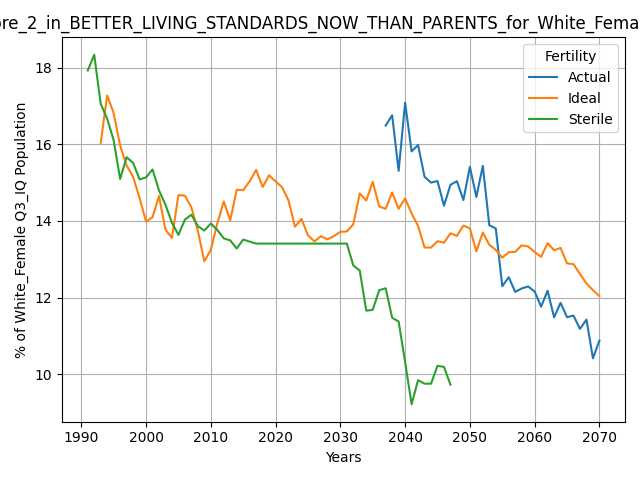 ore_2_in_BETTER_LIVING_STANDARDS_NOW_THAN_PARENTS_for_White_Fema
Fertility
Actual
Ideal
Sterile
% of White_Female Q3_IQ Population
18
16
14
12
10
1990 2000 2010 2020 2030 2040 2050 2060 2070
Years